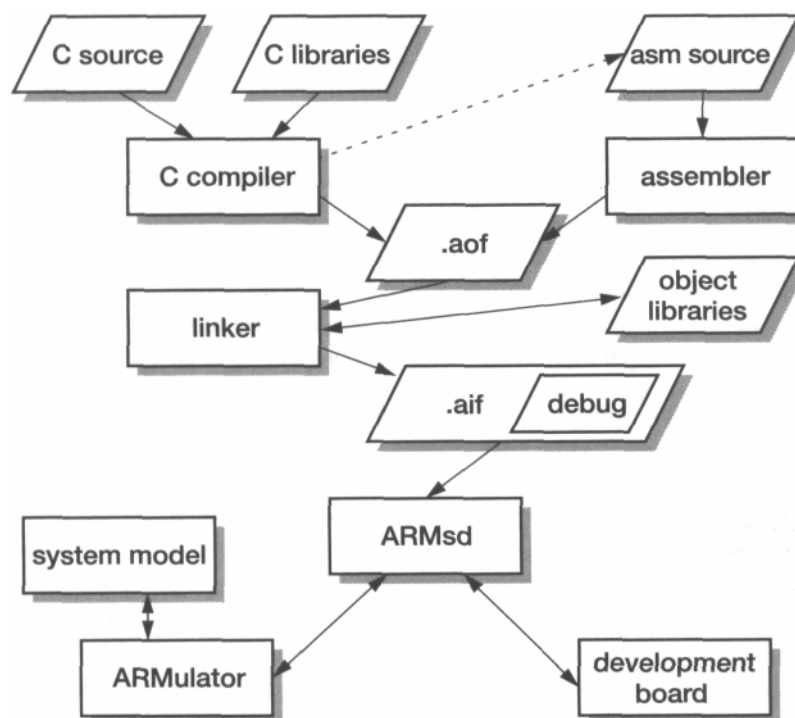 C source
C libraries
asm source
C compiler
assembler
.aof
object
libraries
linker
.aif
debug
ARMsd
system model
ARMulator
development
board